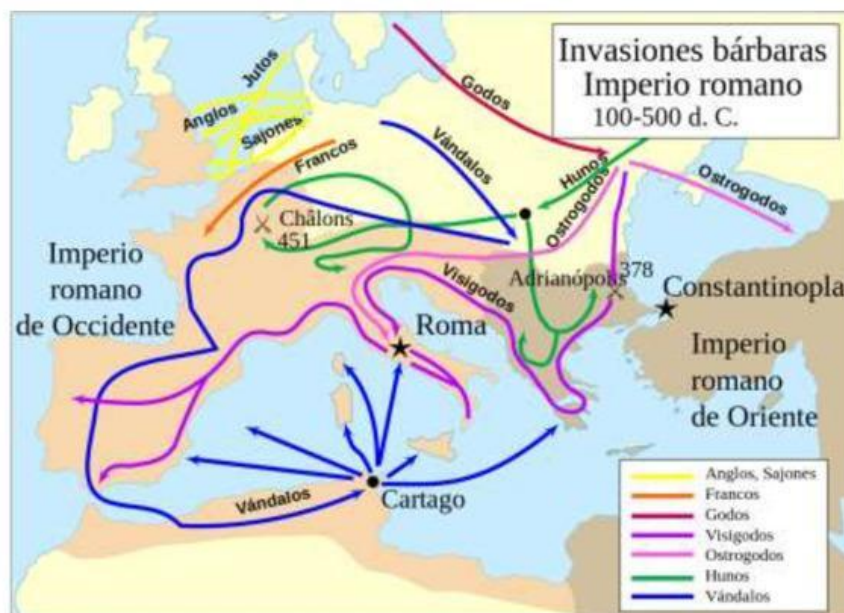 Invasiones bárbaras
Imperio romano
100-500 d. C.
Jutos
Anglos
Sajones
Francos
Godos
Vándalos
Hunos
Ostrogodos
Ostrogodos
Châlons
451
Imperio
romano
de Occidente
Visigodos
Adrianópolis
378
Constantinopla
Roma
Imperio
romano
de Oriente
Vándalos
Cartago
Anglos, Sajones
Francos
Godos
Visigodos
Ostrogodos
Hunos
Vándalos